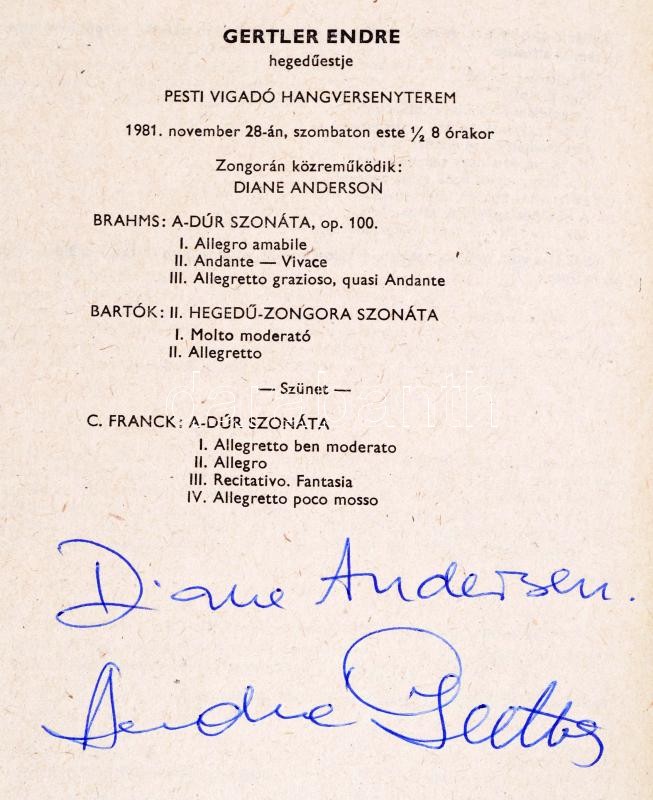 GERTLER ENDRE
hegedűestje
PESTI VIGADÓ HANGVERSENYTEREM
1981. november 28-án, szombaton este ½ 8 órakor
Zongorán közreműködik:
DIANE ANDERSON
BRAHMS: A-DÚR SZONÁTA, op. 100.
I. Allegro amabile
II. Andante — Vivace
III. Allegretto grazioso, quasi Andante
BARTÓK: II. HEGEDŰ-ZONGORA SZONÁTA
I. Molto moderató
II. Allegretto
— Szünet —
darabanth
C. FRANCK: A-DÚR SZONÁTA
I. Allegretto ben moderato
II. Allegro
III. Recitativo. Fantasia
IV. Allegretto poco mosso
Diane Andersen.
Andre Gertler